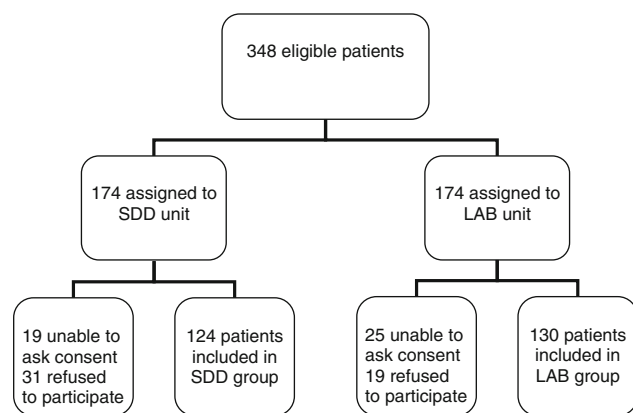 348 eligible patients
174 assigned to
SDD unit
174 assigned to
LAB unit
19 unable to
ask consent
31 refused
to participate
124 patients
included in
SDD group
25 unable to
ask consent
19 refused
to participate
130 patients
included in
LAB group